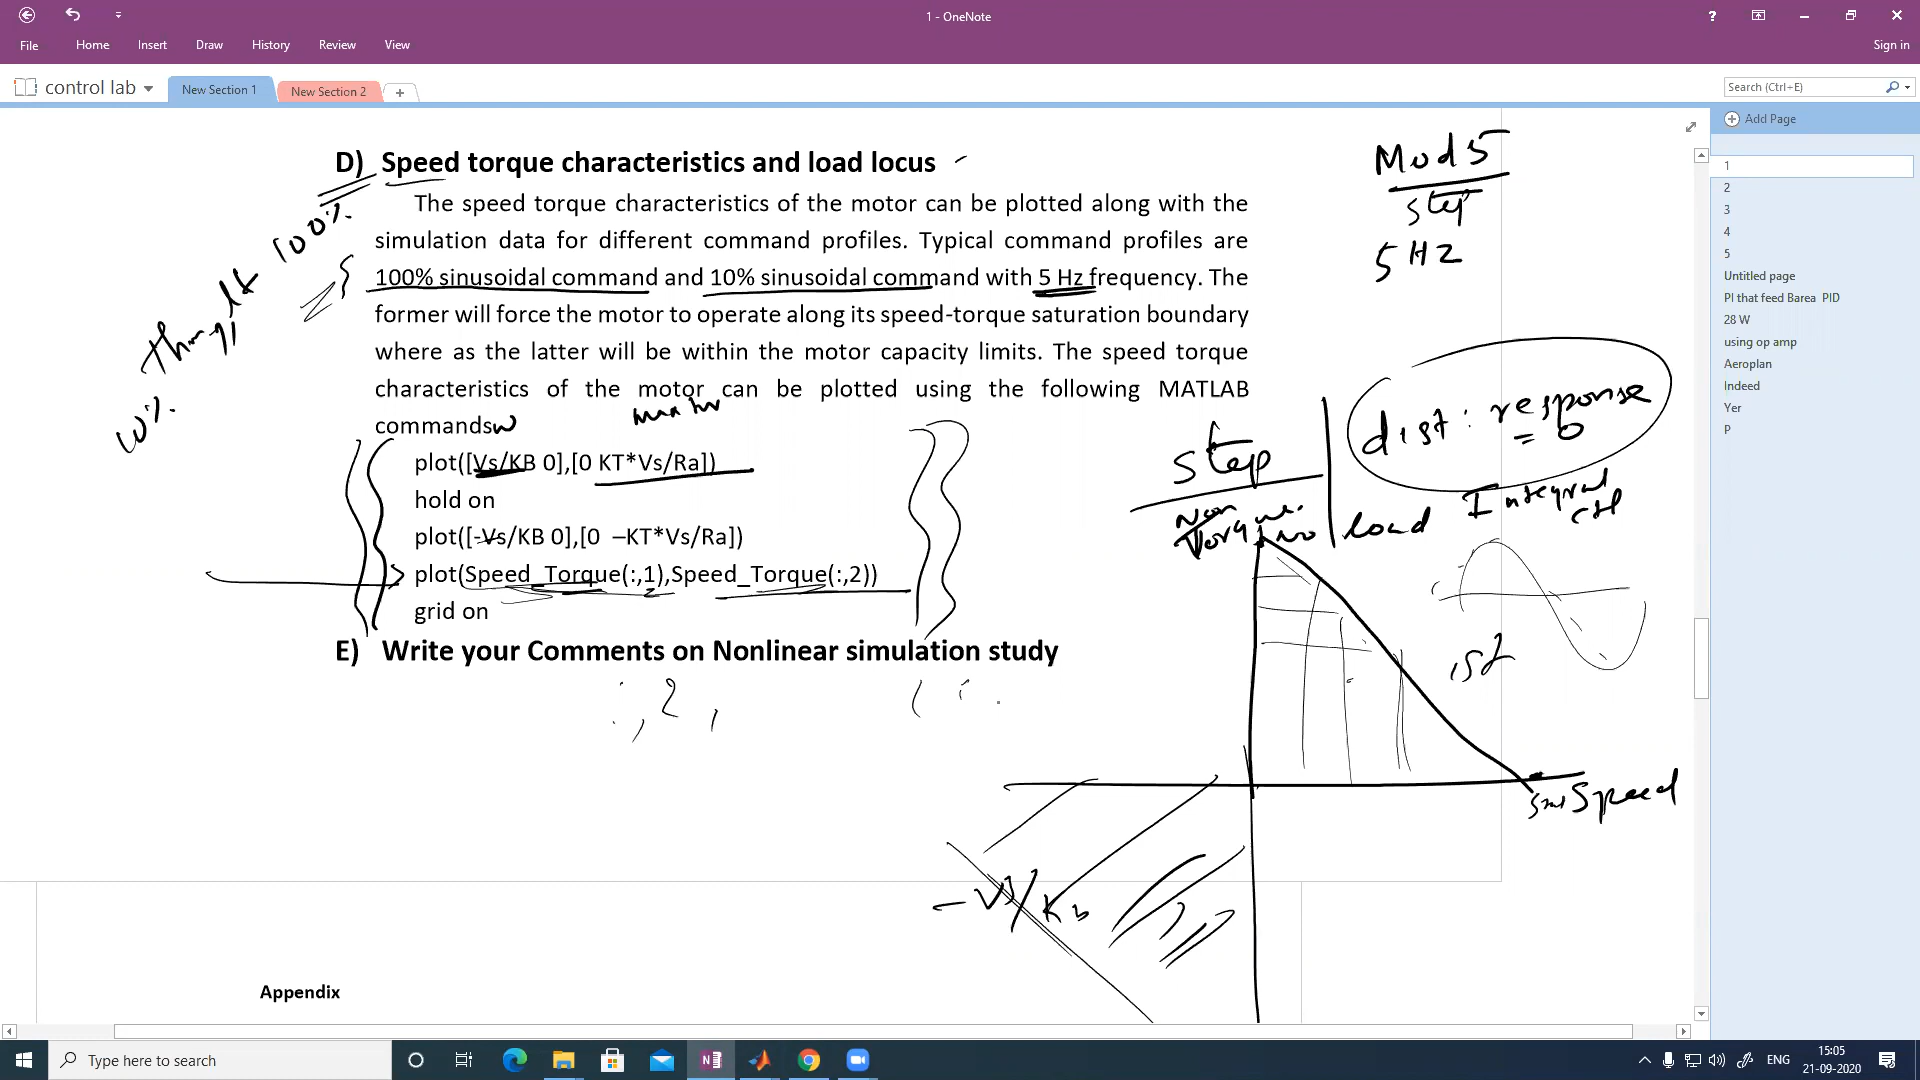 1 - OneNote
?
File Home Insert Draw History Review View
Sign in
control lab
New Section 1
New Section 2
+
Search (Ctrl+E)
Add Page
1
2
3
4
5
Untitled page
PI that feed Barea PID
28 W
using op amp
Aeroplan
Indeed
Yer
P
D) Speed torque characteristics and load locus
The speed torque characteristics of the motor can be plotted along with the
simulation data for different command profiles. Typical command profiles are
100% sinusoidal command and 10% sinusoidal command with 5 Hz frequency. The
former will force the motor to operate along its speed-torque saturation boundary
where as the latter will be within the motor capacity limits. The speed torque
characteristics of the motor can be plotted using the following MATLAB
commands
plot([Vs/KB 0],[0 KT*Vs/Ra])
hold on
plot([-Vs/KB 0],[0 –KT*Vs/Ra])
plot(Speed_Torque(:,1),Speed_Torque(:,2))
grid on
E) Write your Comments on Nonlinear simulation study
Mod 5
step
5 Hz
100%
10%
dist: response
= 0
step
Integral
Torque
no load
Speed
- Vs/Kb
: , 2 ,
Appendix
Type here to search
ENG
15:05
21-09-2020